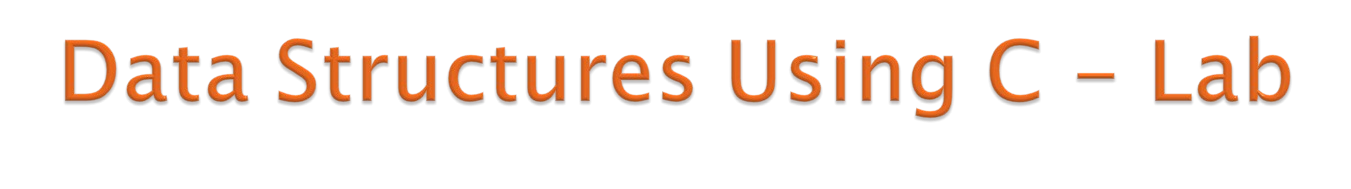 Data Structures Using C – Lab